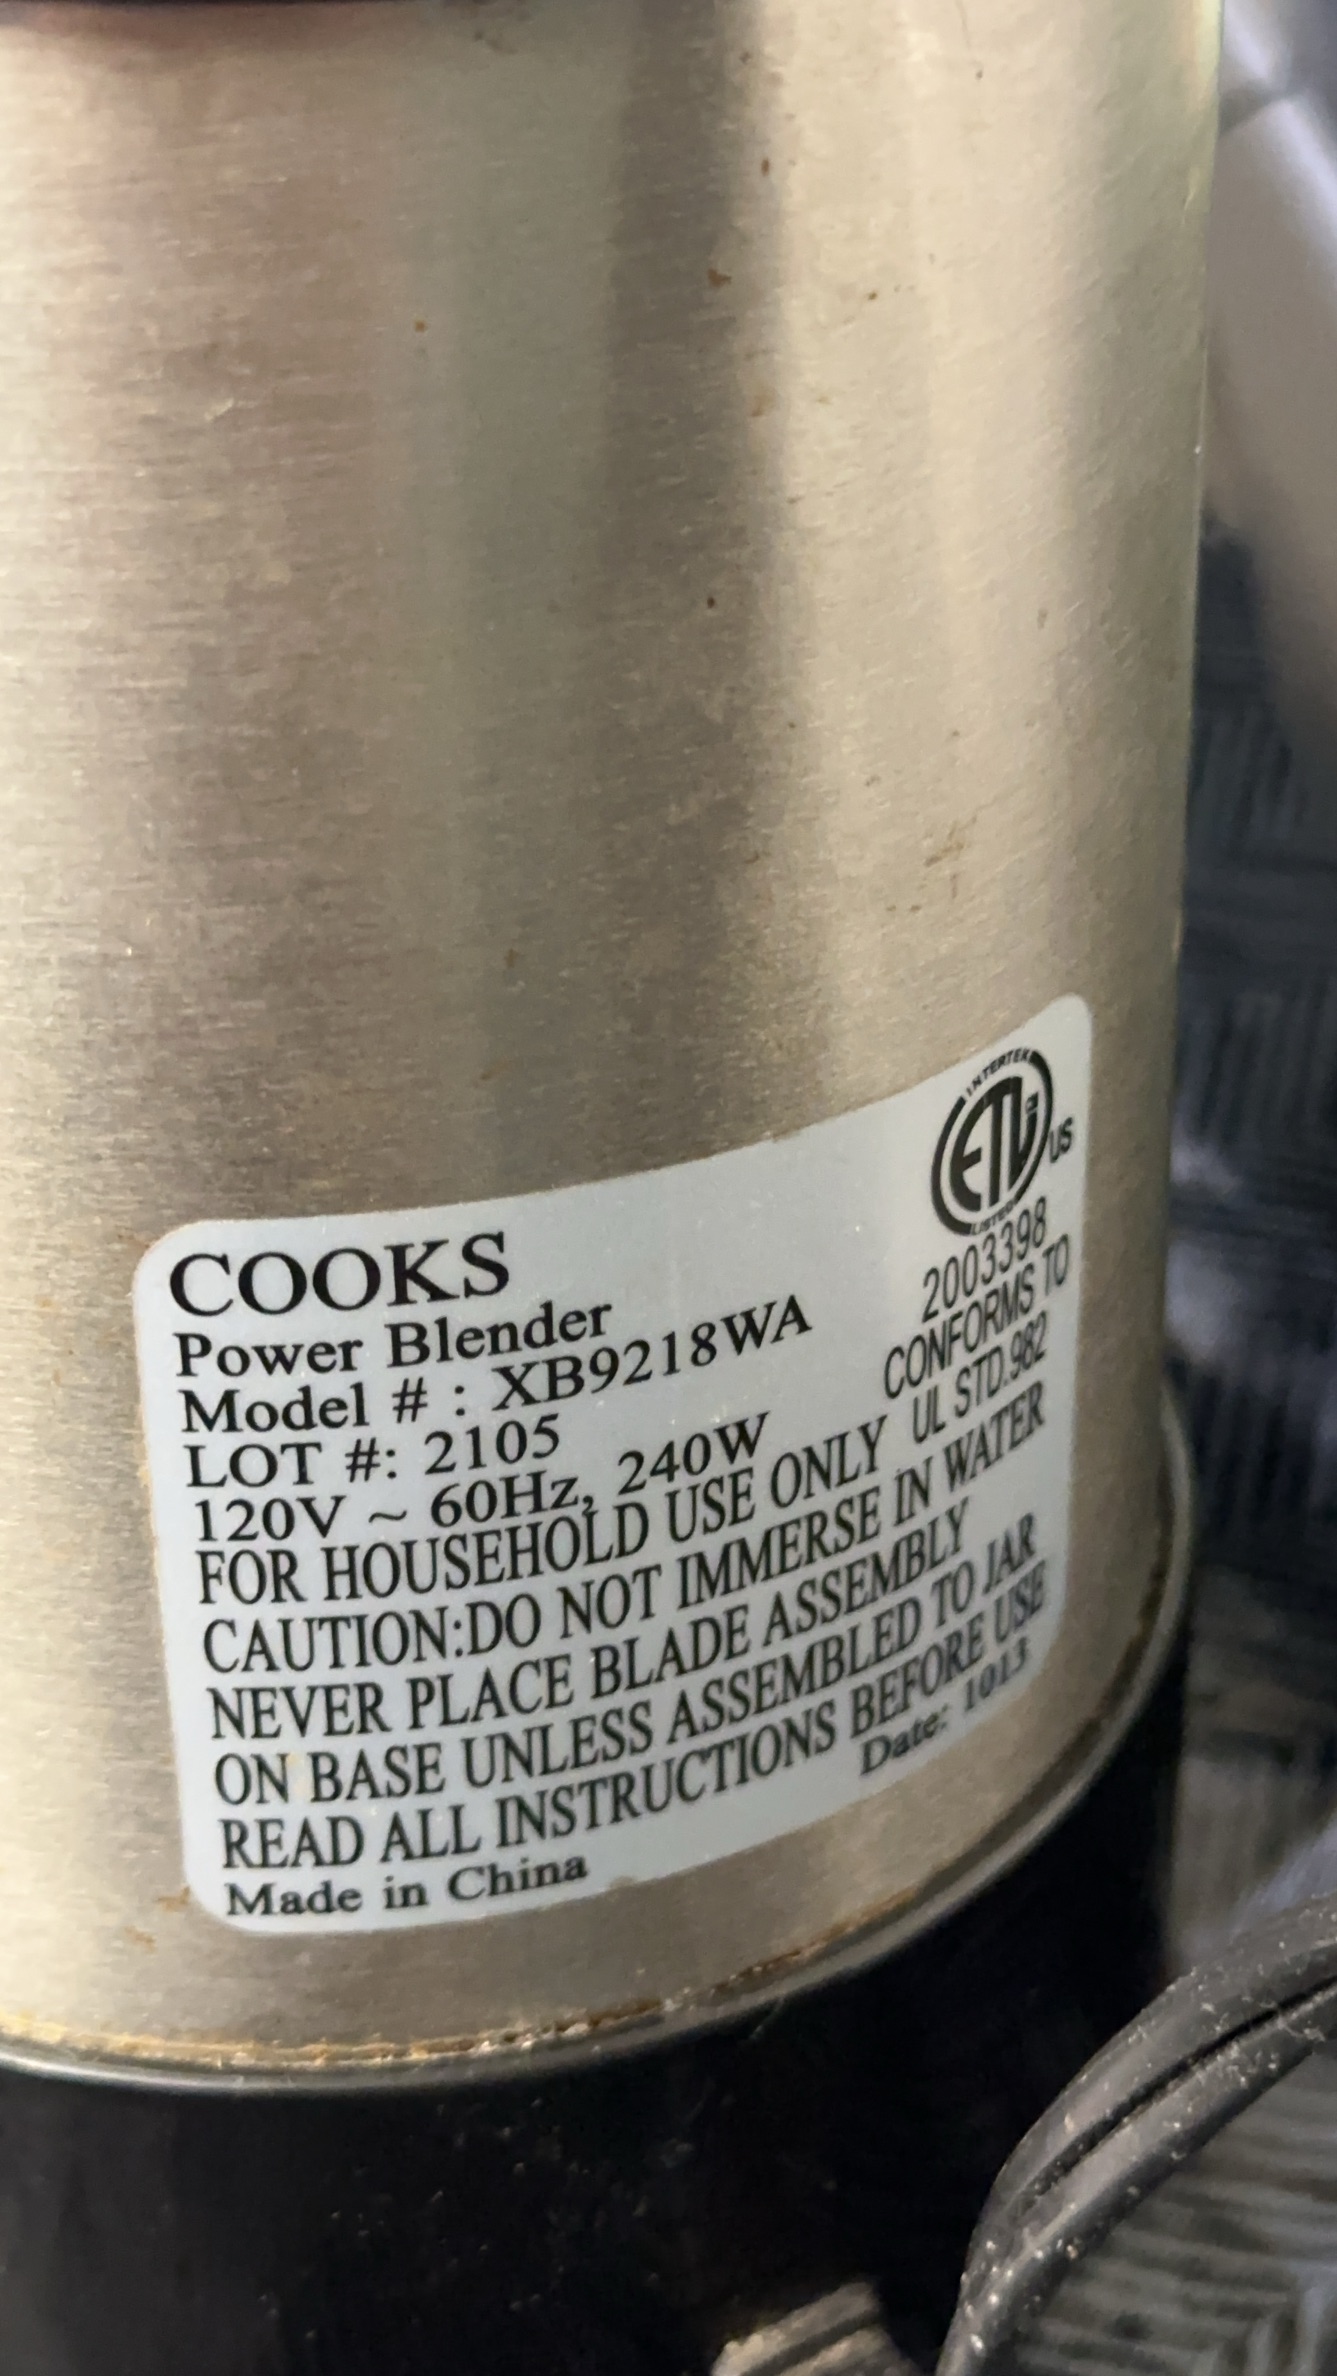 INTERTEK
ETL
LISTED
US
2003398
CONFORMS TO
UL STD.982
COOKS
Power Blender
Model # : XB9218WA
LOT #: 2105
120V ~ 60Hz, 240W
FOR HOUSEHOLD USE ONLY
CAUTION:DO NOT IMMERSE IN WATER
NEVER PLACE BLADE ASSEMBLY
ON BASE UNLESS ASSEMBLED TO JAR
READ ALL INSTRUCTIONS BEFORE USE
Made in China
Date: 1013